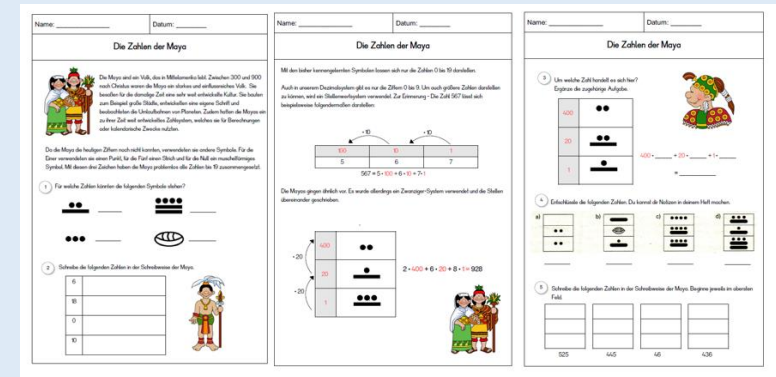 Name: _______________ Datum: ________
Die Zahlen der Maya
Die Maya sind ein Volk, das in Mittelamerika lebt. Zwischen 300 und 900
nach Christus waren die Maya ein starkes und einflussreiches Volk. Sie
besaßen für die damalige Zeit eine sehr weit entwickelte Kultur. Sie bauten
zum Beispiel große Städte, entwickelten eine eigene Schrift und
beobachteten die Umlaufbahnen von Planeten. Zudem hatten die Mayas ein
zu ihrer Zeit weit entwickeltes Zahlsystem, welches sie für Berechnungen
oder kalendarische Zwecke nutzten.
Da die Maya die heutigen Ziffern noch nicht kannten, verwendeten sie andere Symbole. Für die
Einer verwendeten sie einen Punkt, für die Fünf einen Strich und für die Null ein muschelförmiges
Symbol. Mit diesen drei Zeichen haben die Maya problemlos alle Zahlen bis 19 zusammengesetzt.
1 Für welche Zahlen könnten die folgenden Symbole stehen?
2 Schreibe die folgenden Zahlen in der Schreibweise der Maya.
6
18
0
10
Name: _______________ Datum: ________
Die Zahlen der Maya
Mit den bisher kennengelernten Symbolen lassen sich nur die Zahlen 0 bis 19 darstellen.
Auch in unserem Dezimalsystem gibt es nur die Ziffern 0 bis 9. Um auch größere Zahlen darstellen
zu können, wird ein Stellenwertsystem verwendet. Zur Erinnerung - Die Zahl 567 lässt sich
beispielsweise folgendermaßen darstellen:
· 10 · 10
100 10 1
5 6 7
567 = 5 · 100 + 6 · 10 + 7 · 1
Die Mayas gingen ähnlich vor. Es wurde allerdings ein Zwanziger-System verwendet und die Stellen
übereinander geschrieben.
· 20
· 20
400
20
1
2 · 400 + 6 · 20 + 8 · 1 = 928
Name: _______________ Datum: ________
Die Zahlen der Maya
3 Um welche Zahl handelt es sich hier?
Ergänze die zugehörige Aufgabe.
400
20
1
400 · _____ + 20 · _____ + 1 · _____
= _________
4 Entschlüssle die folgenden Zahlen. Du kannst dir Notizen in deinem Heft machen.
a) b) c) d)
5 Schreibe die folgenden Zahlen in der Schreibweise der Maya. Beginne jeweils im obersten
Feld.
525 445 46 436